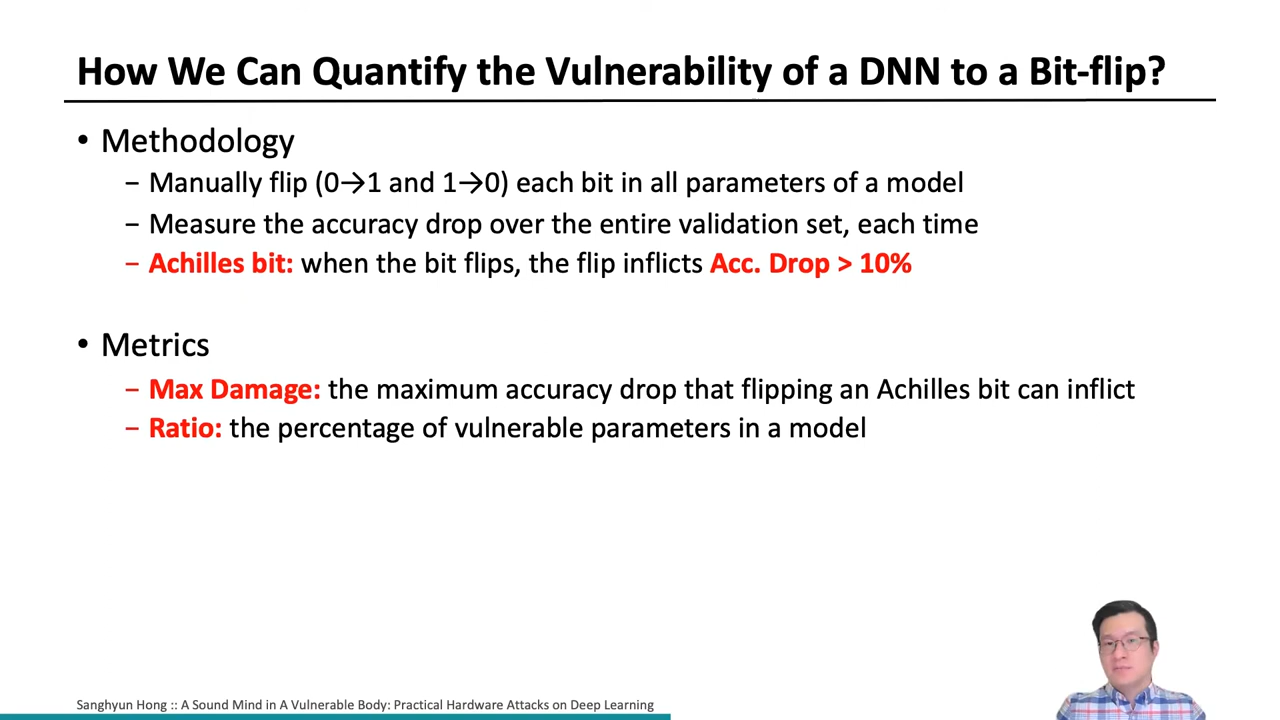 How We Can Quantify the Vulnerability of a DNN to a Bit-flip?
• Methodology
– Manually flip (0→1 and 1→0) each bit in all parameters of a model
– Measure the accuracy drop over the entire validation set, each time
– Achilles bit: when the bit flips, the flip inflicts Acc. Drop > 10%
• Metrics
– Max Damage: the maximum accuracy drop that flipping an Achilles bit can inflict
– Ratio: the percentage of vulnerable parameters in a model
Sanghyun Hong :: A Sound Mind in A Vulnerable Body: Practical Hardware Attacks on Deep Learning